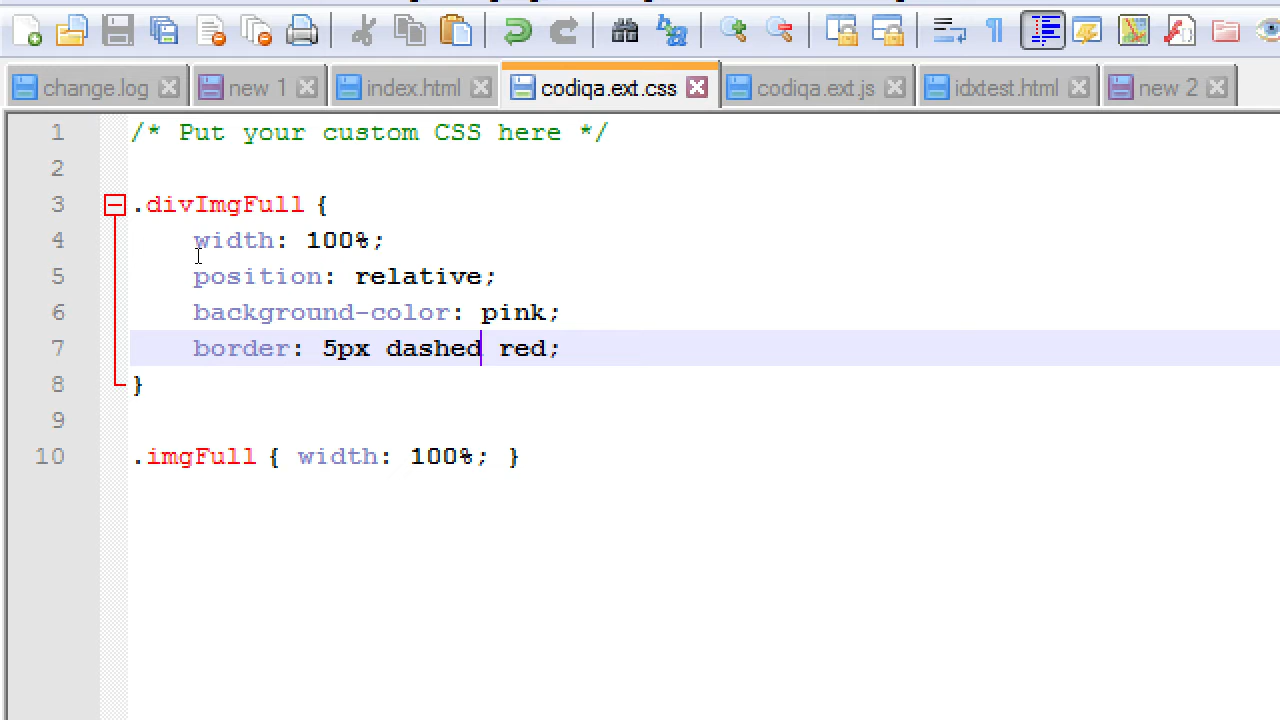 change.log new 1 index.html codiqa.ext.css codiqa.ext.js idxtest.html new 2
1 /* Put your custom CSS here */
2
3 .divImgFull {
4 width: 100%;
5 position: relative;
6 background-color: pink;
7 border: 5px dashed red;
8 }
9
10 .imgFull { width: 100%; }